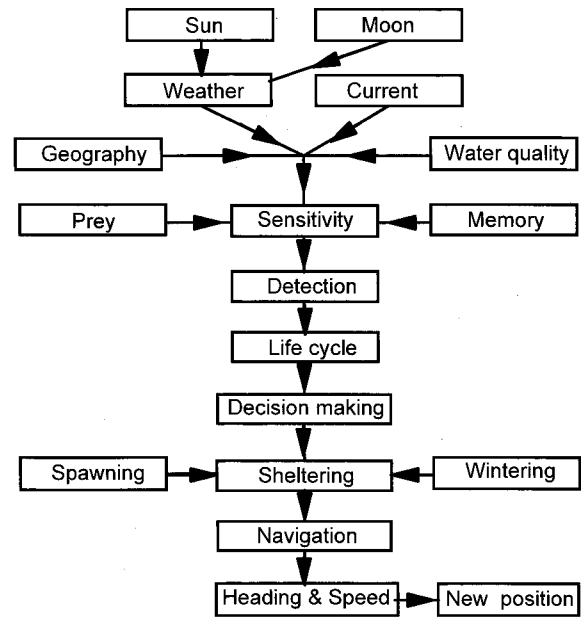 Sun
Moon
Weather
Current
Geography
Water quality
Prey
Sensitivity
Memory
Detection
Life cycle
Decision making
Spawning
Sheltering
Wintering
Navigation
Heading & Speed
New position